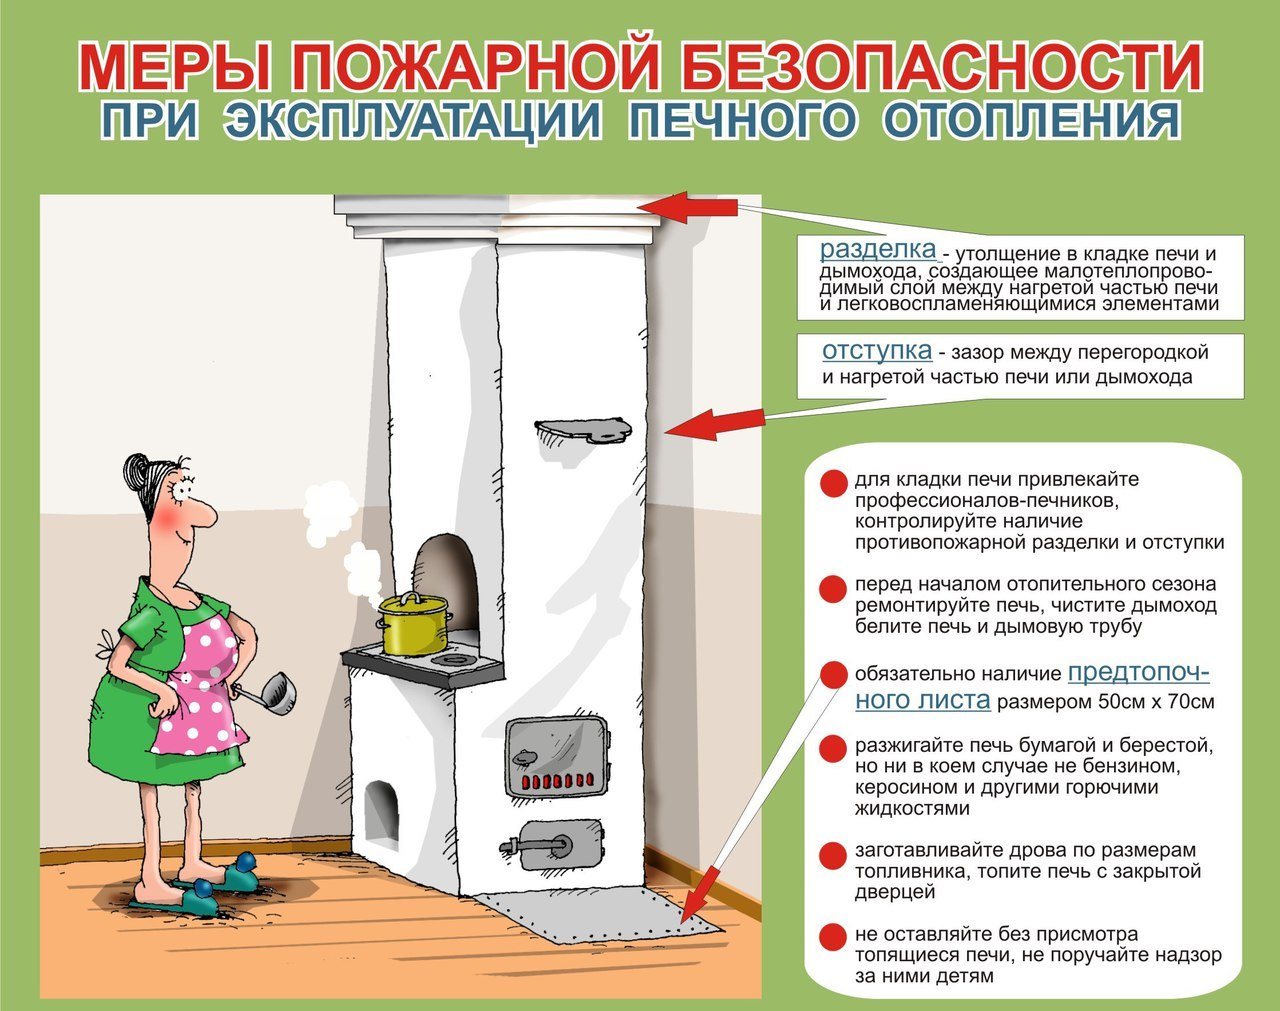 МЕРЫ ПОЖАРНОЙ БЕЗОПАСНОСТИ
ПРИ ЭКСПЛУАТАЦИИ ПЕЧНОГО ОТОПЛЕНИЯ
разделка - утолщение в кладке печи и
дымохода, создающее малотеплопрово-
димый слой между нагретой частью печи
и легковоспламеняющимися элементами
отступка - зазор между перегородкой
и нагретой частью печи или дымохода
для кладки печи привлекайте
профессионалов-печников,
контролируйте наличие
противопожарной разделки и отступки
перед началом отопительного сезона
ремонтируйте печь, чистите дымоход
белите печь и дымовую трубу
обязательно наличие предтопоч-
ного листа размером 50см х 70см
разжигайте печь бумагой и берестой,
но ни в коем случае не бензином,
керосином и другими горючими
жидкостями
заготавливайте дрова по размерам
топливника, топите печь с закрытой
дверцей
не оставляйте без присмотра
топящиеся печи, не поручайте надзор
за ними детям